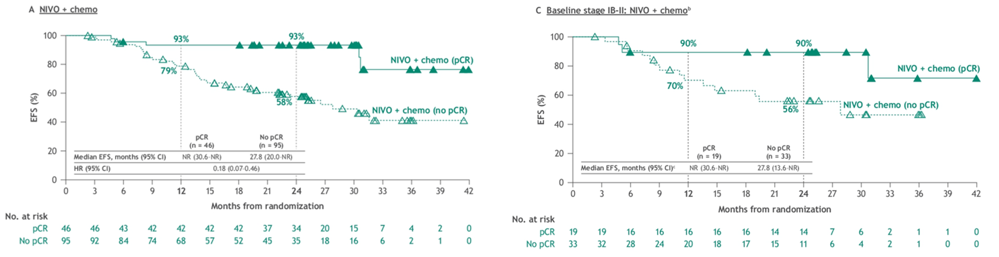 A NIVO + chemo
100
80
60
40
20
0
EFS (%)
93%
93%
79%
58%
NIVO + chemo (pCR)
NIVO + chemo (no pCR)
pCR No pCR
(n = 46) (n = 95)
Median EFS, months (95% CI) NR (30.6-NR) 27.8 (20.0-NR)
HR (95% CI) 0.18 (0.07-0.46)
0 3 6 9 12 15 18 21 24 27 30 33 36 39 42
Months from randomization
No. at risk
pCR 46 46 43 42 42 42 42 37 34 20 15 7 4 2 0
No pCR 95 92 84 74 68 57 52 45 35 18 16 6 2 1 0
C Baseline stage IB-II: NIVO + chemoᵇ
100
80
60
40
20
0
EFS (%)
90%
90%
70%
56%
NIVO + chemo (pCR)
NIVO + chemo (no pCR)
pCR No pCR
(n = 19) (n = 33)
Median EFS, months (95% CI)ᶜ NR (30.6-NR) 27.8 (13.6-NR)
0 3 6 9 12 15 18 21 24 27 30 33 36 39 42
Months from randomization
No. at risk
pCR 19 19 16 16 16 16 16 14 14 7 6 2 1 1 0
No pCR 33 32 28 24 20 18 17 15 11 6 4 2 1 0 0